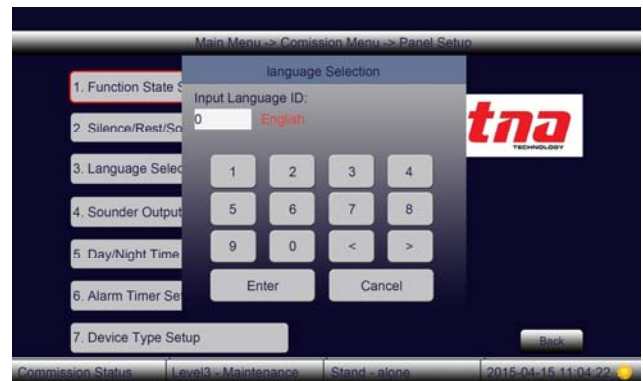 Main Menu -> Comission Menu -> Panel Setup
language Selection
Input Language ID:
0 English
1. Function State S
2. Silence/Rest/So
3. Language Selec
4. Sounder Output
5. Day/Night Time
6. Alarm Timer Se
7. Device Type Setup
1 2 3 4
5 6 7 8
9 0 < >
Enter Cancel
tna
TECHNOLOGY
Back
Commission Status Level3 - Maintenance Stand - alone 2015-04-15 11:04:22